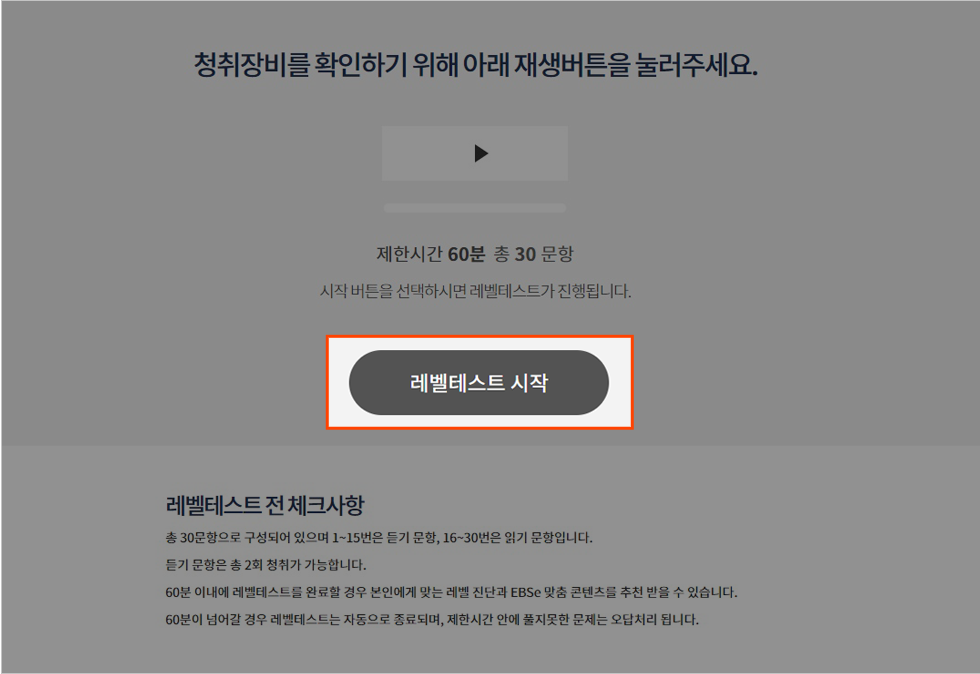 청취장비를 확인하기 위해 아래 재생버튼을 눌러주세요.
제한시간 60분 총 30 문항
시작 버튼을 선택하시면 레벨테스트가 진행됩니다.
레벨테스트 시작
레벨테스트 전 체크사항
총 30문항으로 구성되어 있으며 1~15번은 듣기 문항, 16~30번은 읽기 문항입니다.
듣기 문항은 총 2회 청취가 가능합니다.
60분 이내에 레벨테스트를 완료할 경우 본인에게 맞는 레벨 진단과 EBSe 맞춤 콘텐츠를 추천 받을 수 있습니다.
60분이 넘어갈 경우 레벨테스트는 자동으로 종료되며, 제한시간 안에 풀지못한 문제는 오답처리 됩니다.